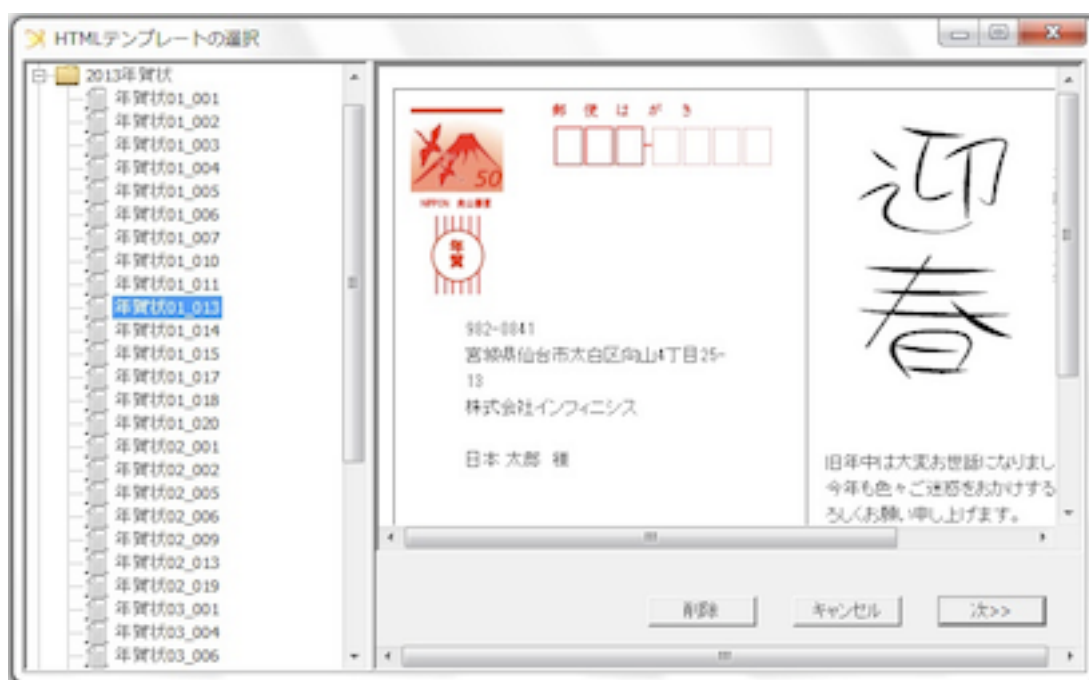 HTMLテンプレートの選択
2013年賀状
年賀状01_001
年賀状01_002
年賀状01_003
年賀状01_004
年賀状01_005
年賀状01_006
年賀状01_007
年賀状01_010
年賀状01_011
年賀状01_013
年賀状01_014
年賀状01_015
年賀状01_017
年賀状01_018
年賀状01_020
年賀状02_001
年賀状02_002
年賀状02_005
年賀状02_006
年賀状02_009
年賀状02_013
年賀状02_019
年賀状03_001
年賀状03_004
年賀状03_006
郵便はがき
50
NIPPON
年賀
982-0841
宮城県仙台市太白区向山4丁目25-
13
株式会社インフィニシス
日本 太郎 様
迎春
旧年中は大変お世話になりまし
今年も色々ご迷惑をおかけする
ろしくお願い申し上げます。
削除
キャンセル
次>>